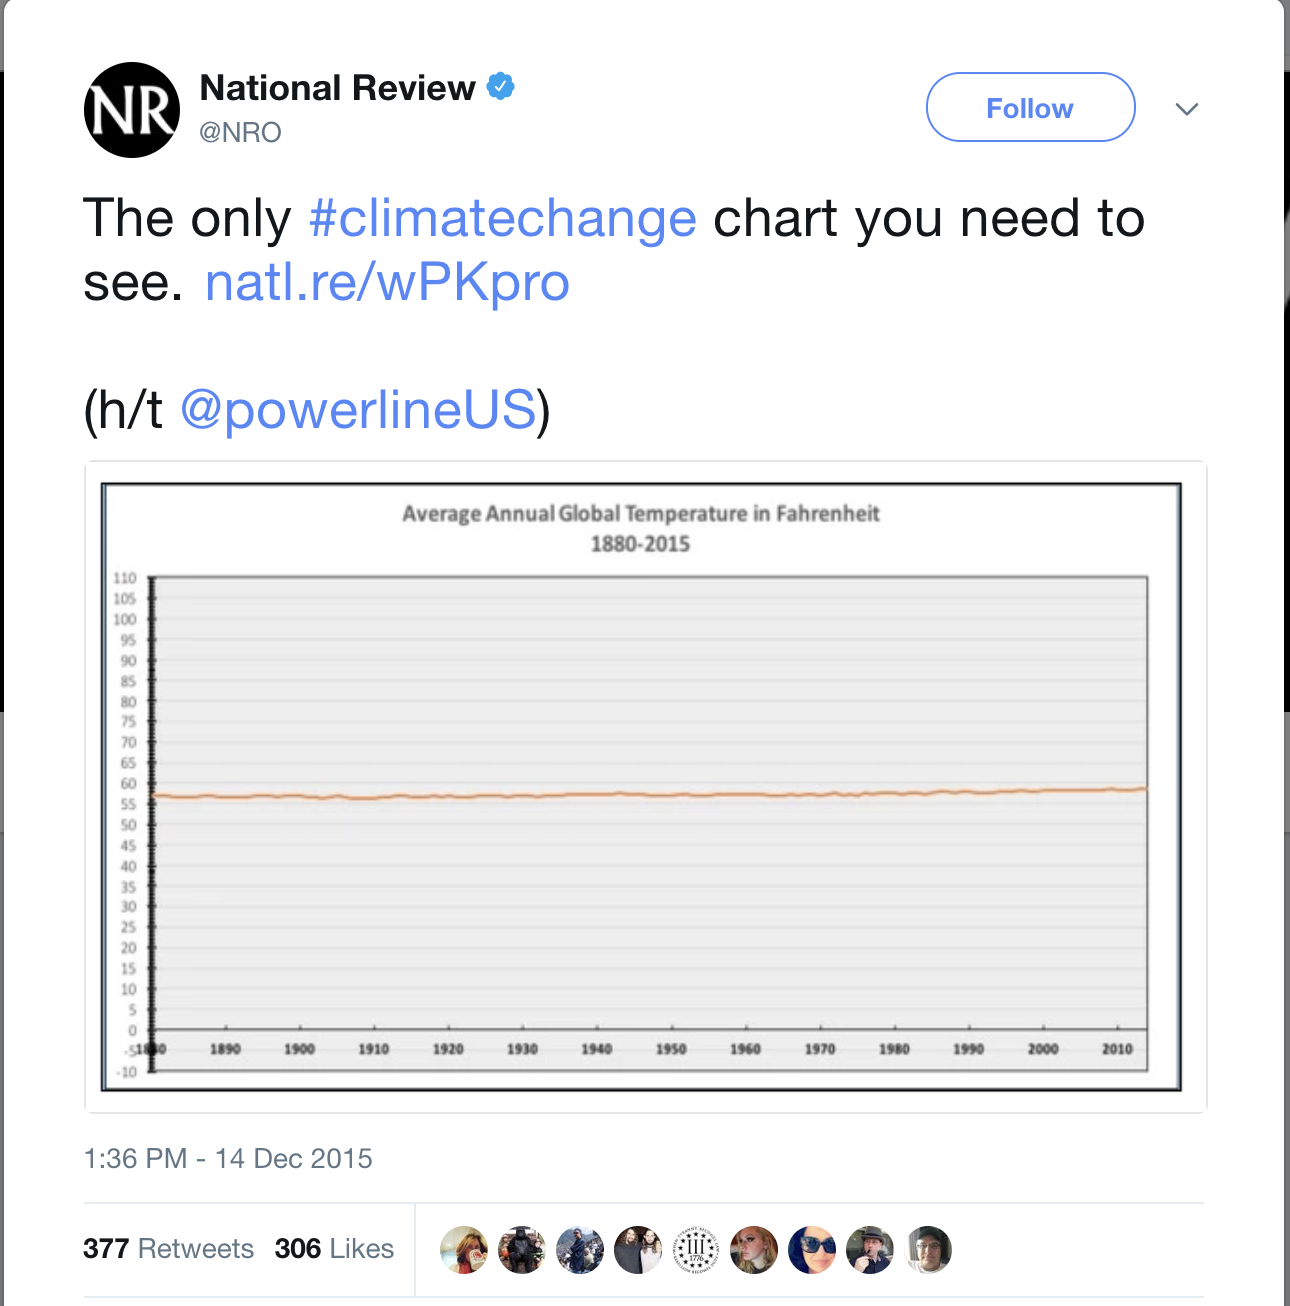 NR
National Review
@NRO
Follow
The only #climatechange chart you need to
see. natl.re/wPKpro
(h/t @powerlineUS)
Average Annual Global Temperature in Fahrenheit
1880-2015
110
105
100
95
90
85
80
75
70
65
60
55
50
45
40
35
30
25
20
15
10
5
0
-5
-10
1880 1890 1900 1910 1920 1930 1940 1950 1960 1970 1980 1990 2000 2010
1:36 PM - 14 Dec 2015
377 Retweets 306 Likes
III
1776